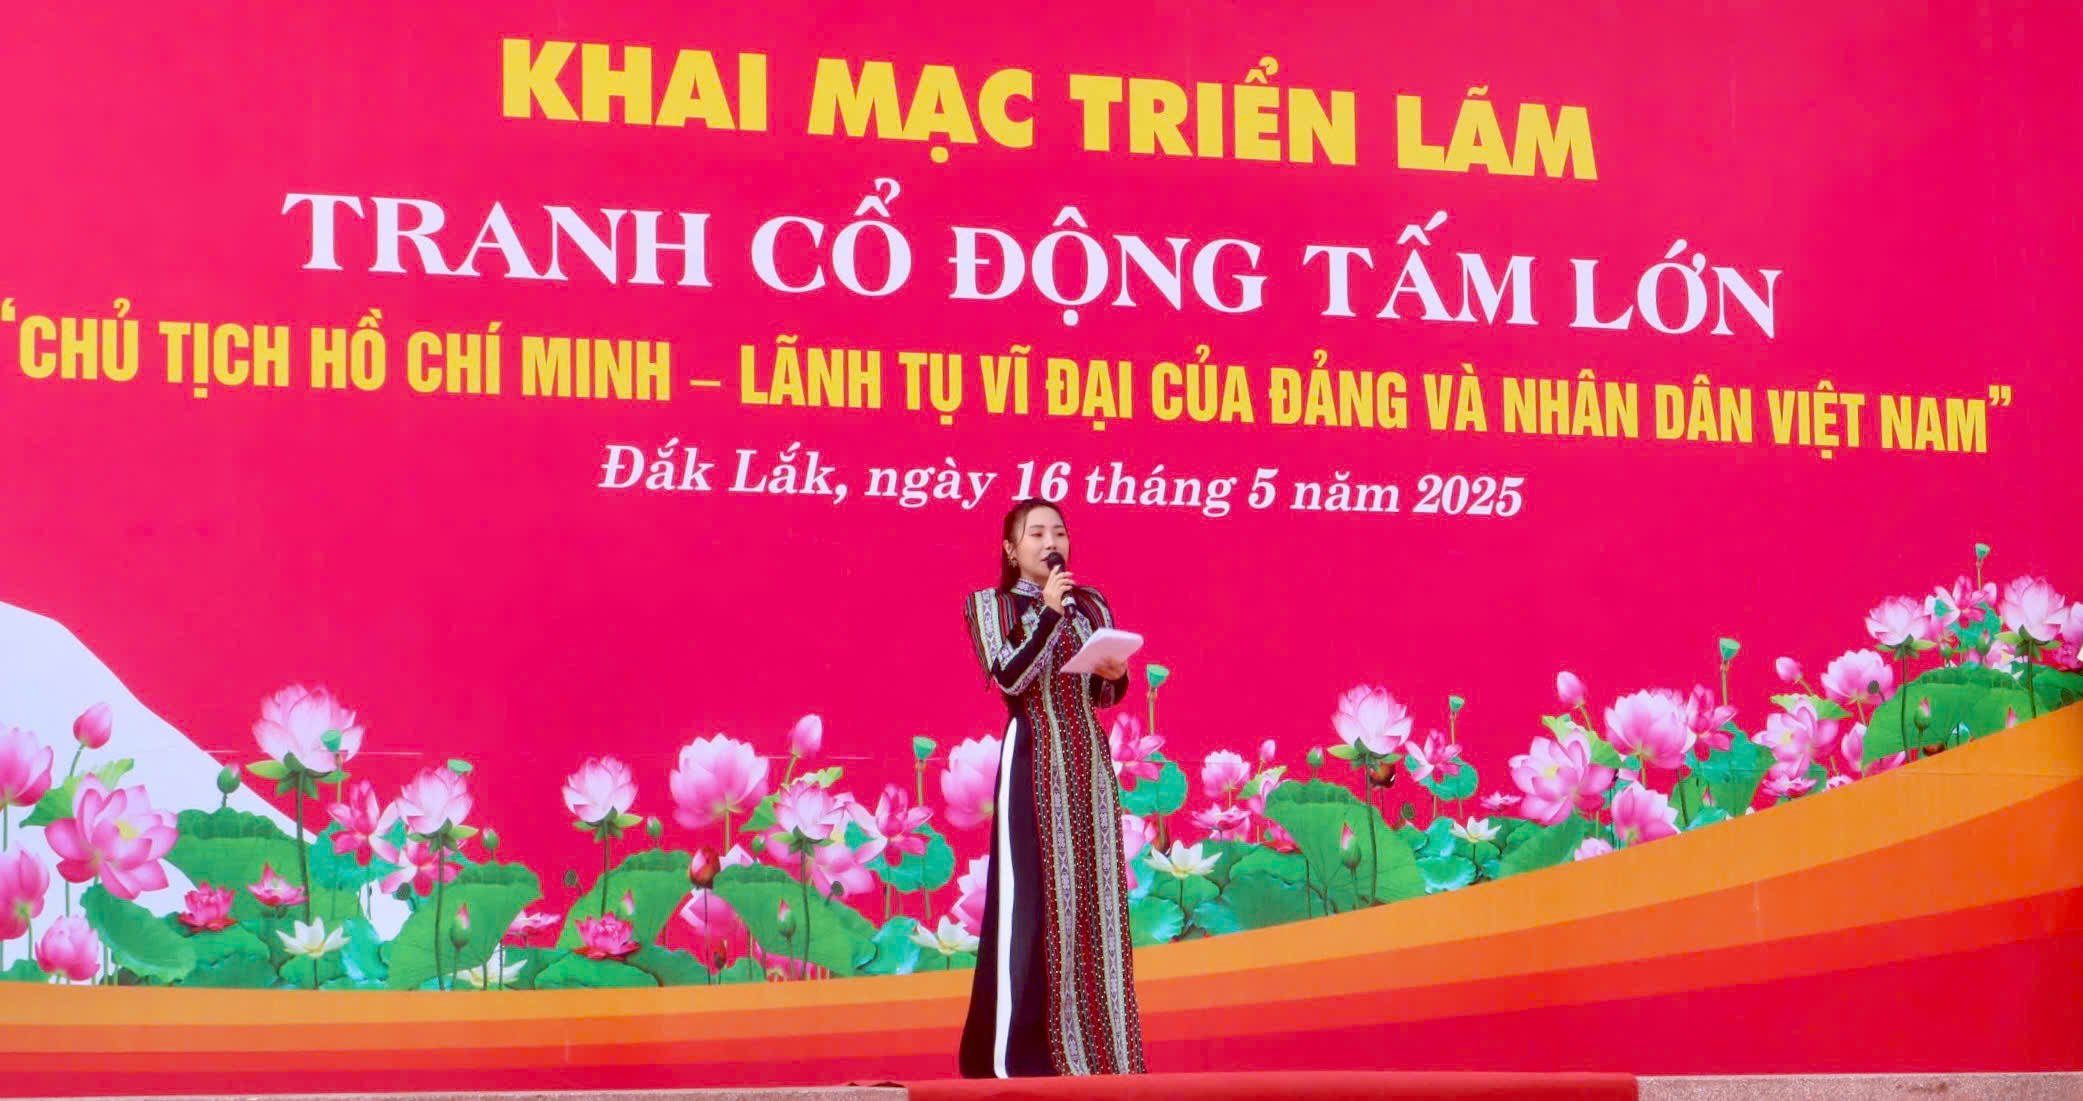 KHAI MẠC TRIỂN LÃM
TRANH CỔ ĐỘNG TẤM LỚN
“CHỦ TỊCH HỒ CHÍ MINH – LÃNH TỤ VĨ ĐẠI CỦA ĐẢNG VÀ NHÂN DÂN VIỆT NAM”
Đắk Lắk, ngày 16 tháng 5 năm 2025